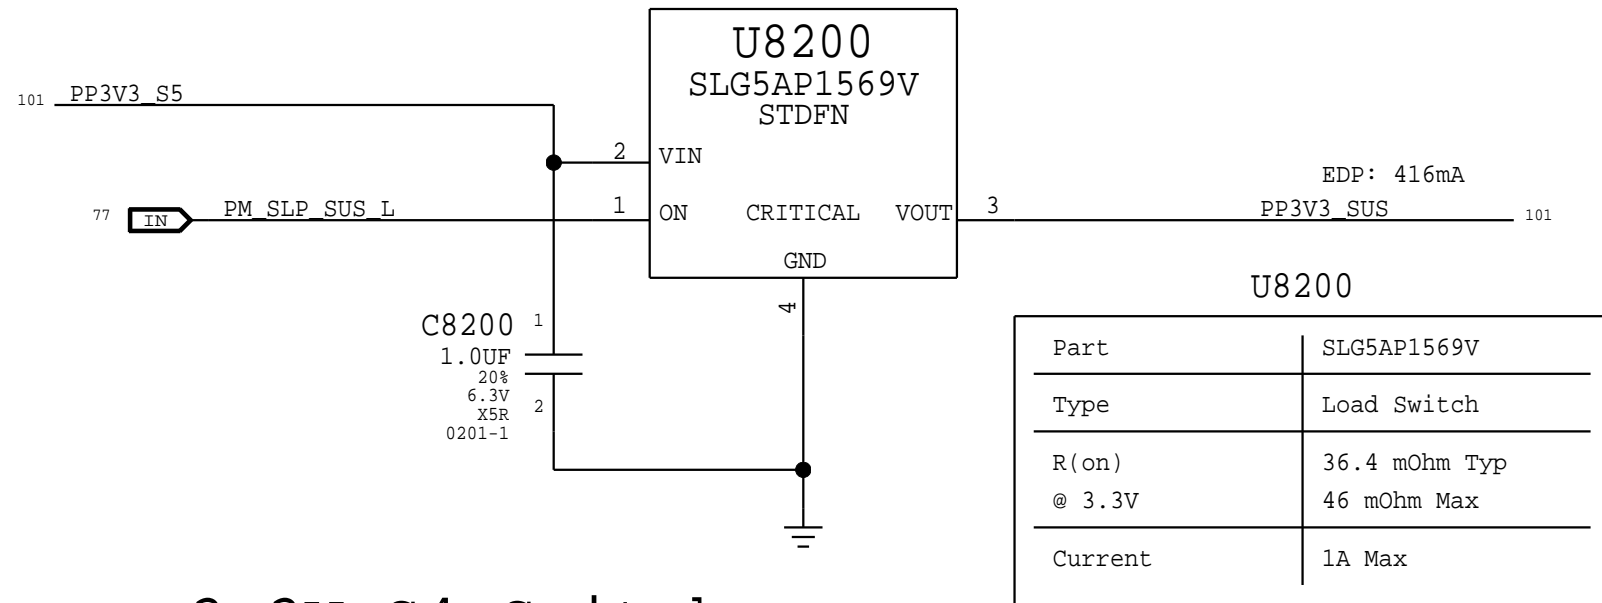 U8200
SLG5AP1569V
STDFN
101 PP3V3_S5
2 VIN
EDP: 416mA
77 IN PM_SLP_SUS_L 1 ON CRITICAL VOUT 3 PP3V3_SUS 101
GND
4
U8200
C8200 1
1.0UF
20%
6.3V
X5R 2
0201-1
Part SLG5AP1569V
Type Load Switch
R(on) 36.4 mOhm Typ
@ 3.3V 46 mOhm Max
Current 1A Max